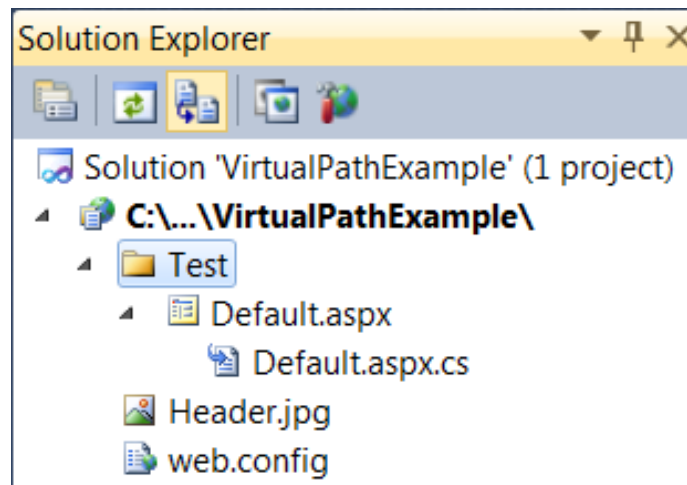 Solution Explorer
Solution 'VirtualPathExample' (1 project)
C:\...\VirtualPathExample\
Test
Default.aspx
Default.aspx.cs
Header.jpg
web.config